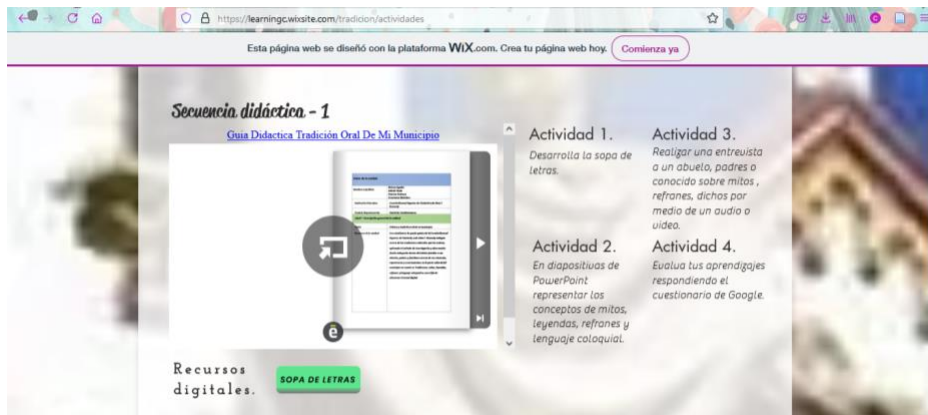 https://learningc.wixsite.com/tradicion/actividades
Esta página web se diseñó con la plataforma WiX.com. Crea tu página web hoy. Comienza ya
Secuencia didáctica - 1
Guia Didactica Tradición Oral De Mi Municipio
Actividad 1.
Desarrolla la sopa de
letras.
Actividad 2.
En diapositivas de
PowerPoint
representar los
conceptos de mitos,
leyendas, refranes y
lenguaje coloquial.
Actividad 3.
Realizar una entrevista
a un abuelo, padres o
conocido sobre mitos ,
refranes, dichos por
medio de un audio o
video.
Actividad 4.
Evalua tus aprendizajes
respondiendo el
cuestionario de Google.
Recursos
digitales.
SOPA DE LETRAS